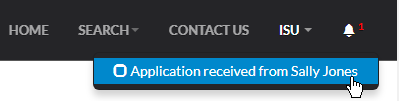 HOME SEARCH CONTACT US ISU 1
Application received from Sally Jones